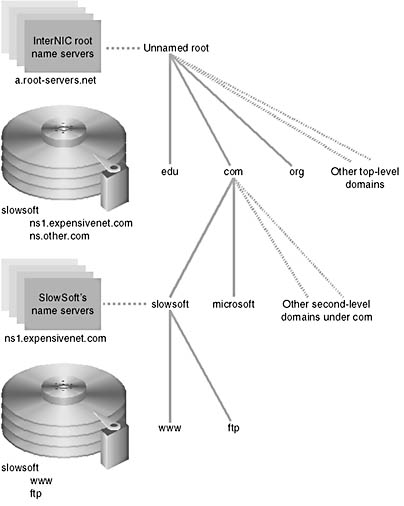 InterNIC root
name servers
a.root-servers.net
Unnamed root
edu
com
org
Other top-level
domains
slowsoft
ns1.expensivenet.com
ns.other.com
SlowSoft's
name servers
ns1.expensivenet.com
slowsoft
microsoft
Other second-level
domains under com
www
ftp
slowsoft
www
ftp